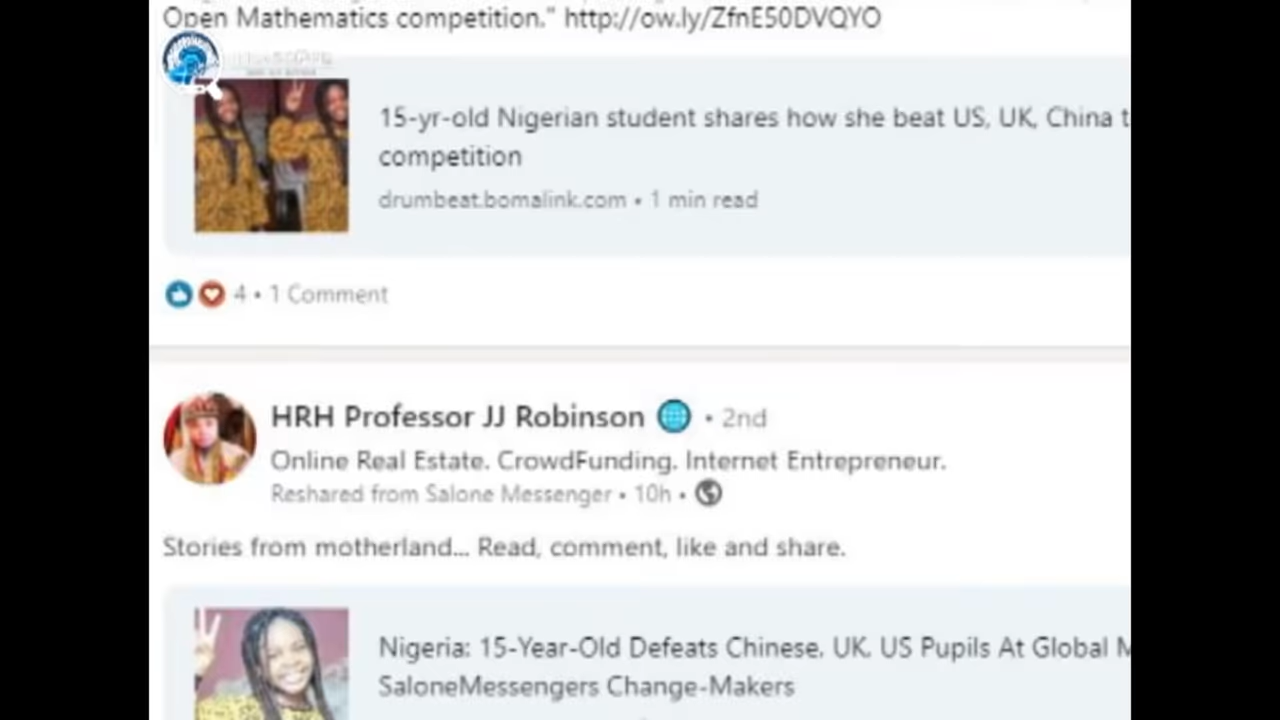 Open Mathematics competition." http://ow.ly/ZfnE50DVQYO
15-yr-old Nigerian student shares how she beat US, UK, China t
competition
drumbeat.bomalink.com • 1 min read
4 • 1 Comment
HRH Professor JJ Robinson • 2nd
Online Real Estate. CrowdFunding. Internet Entrepreneur.
Reshared from Salone Messenger • 10h •
Stories from motherland... Read, comment, like and share.
Nigeria: 15-Year-Old Defeats Chinese, UK, US Pupils At Global M
SaloneMessengers Change-Makers